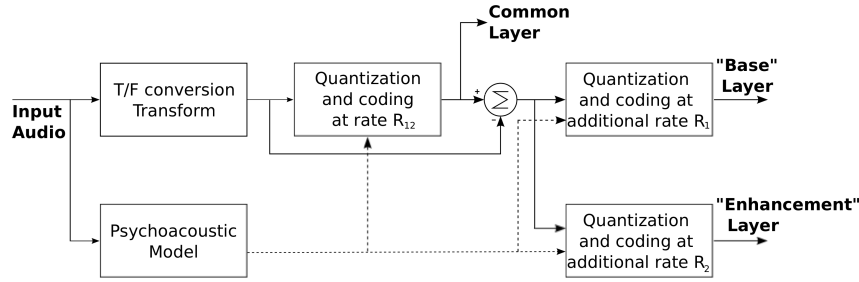 Common
Layer
"Base"
Layer
Input
Audio
T/F conversion
Transform
Quantization
and coding
at rate R12
+
Σ
-
Quantization
and coding at
additional rate R1
Psychoacoustic
Model
Quantization
and coding at
additional rate R2
"Enhancement"
Layer